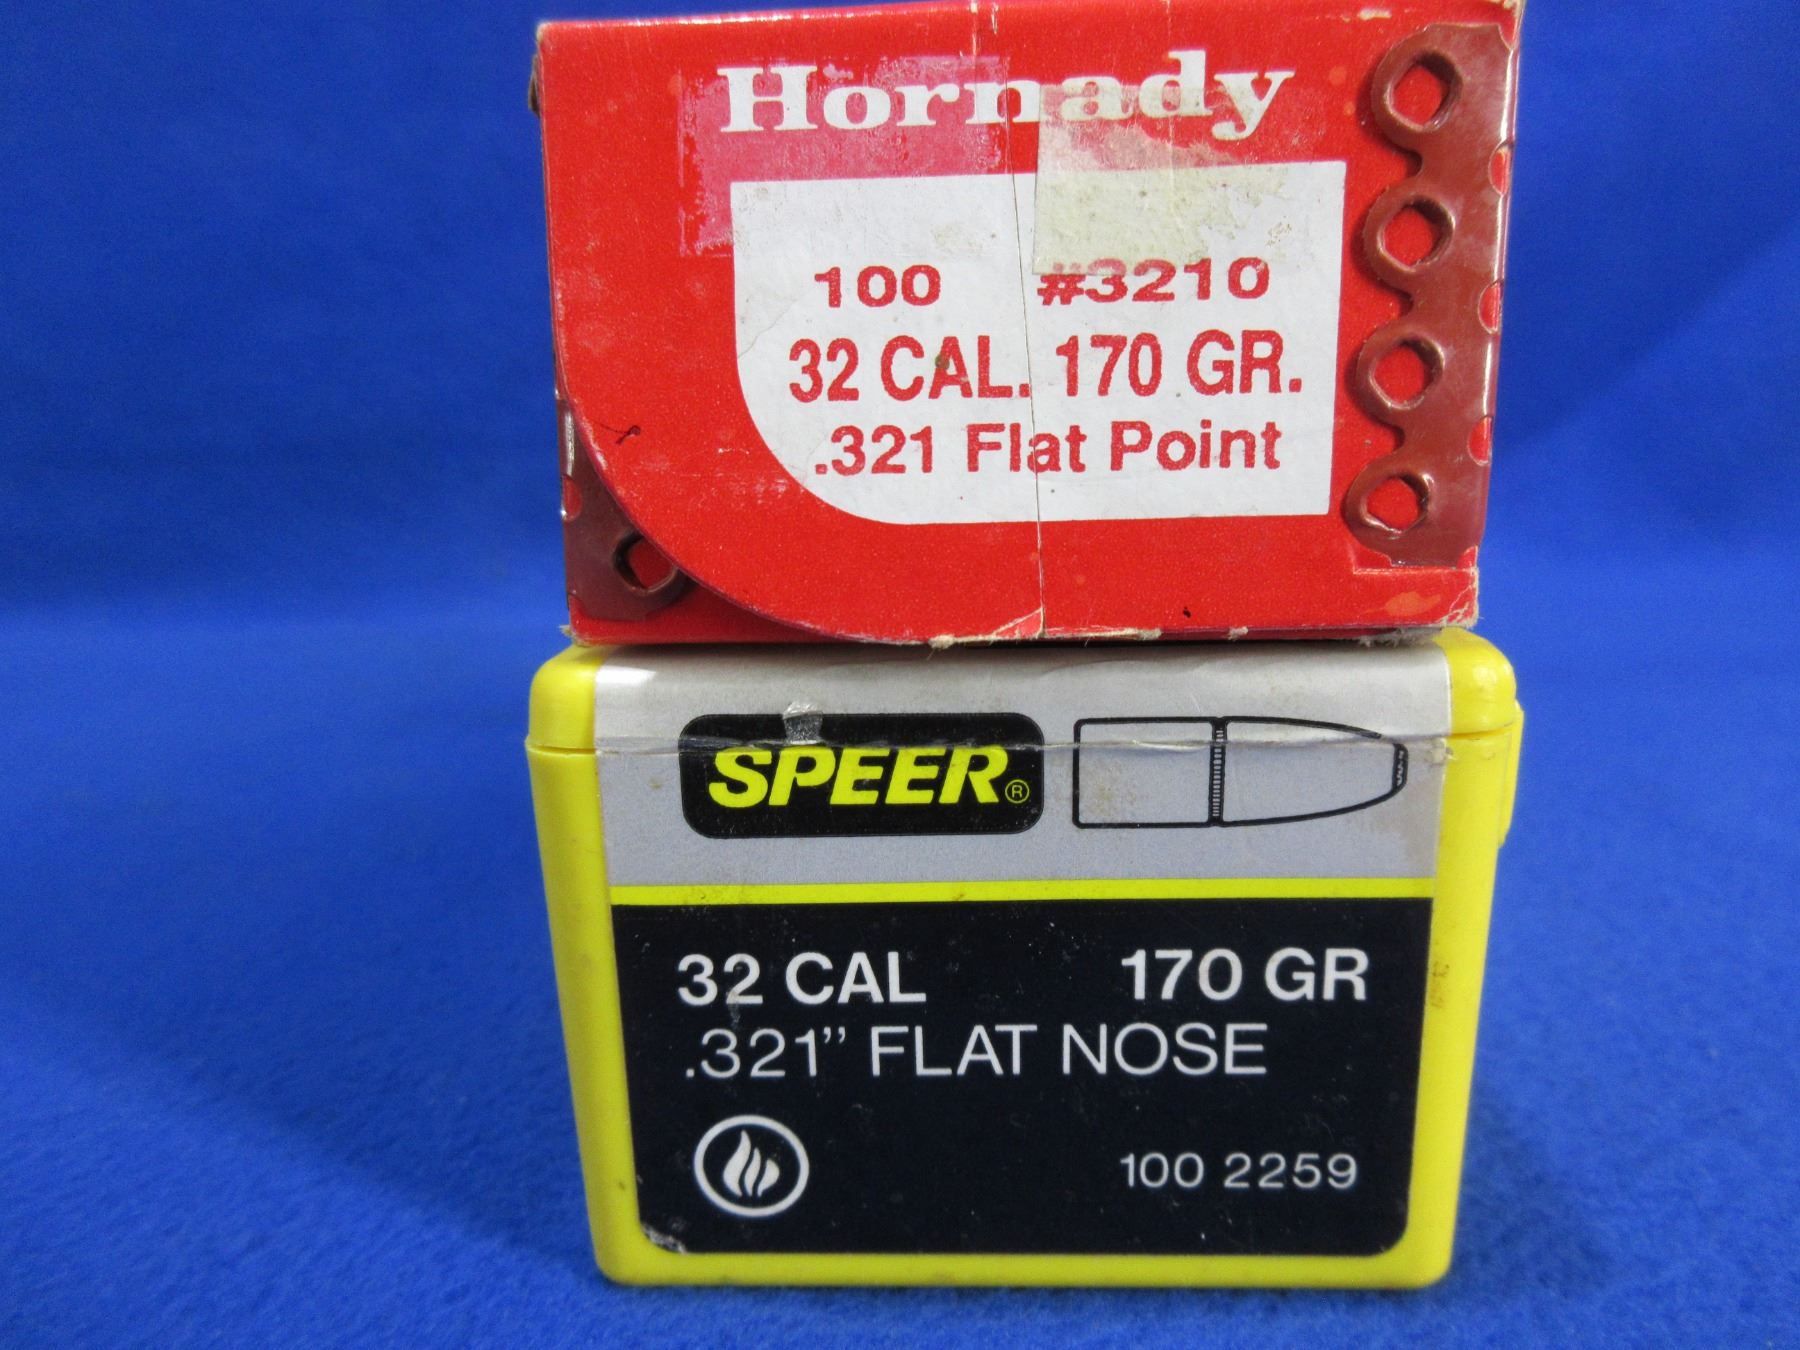 Hornady
100 #3210
32 CAL. 170 GR.
.321 Flat Point
SPEER®
32 CAL 170 GR
.321” FLAT NOSE
100 2259